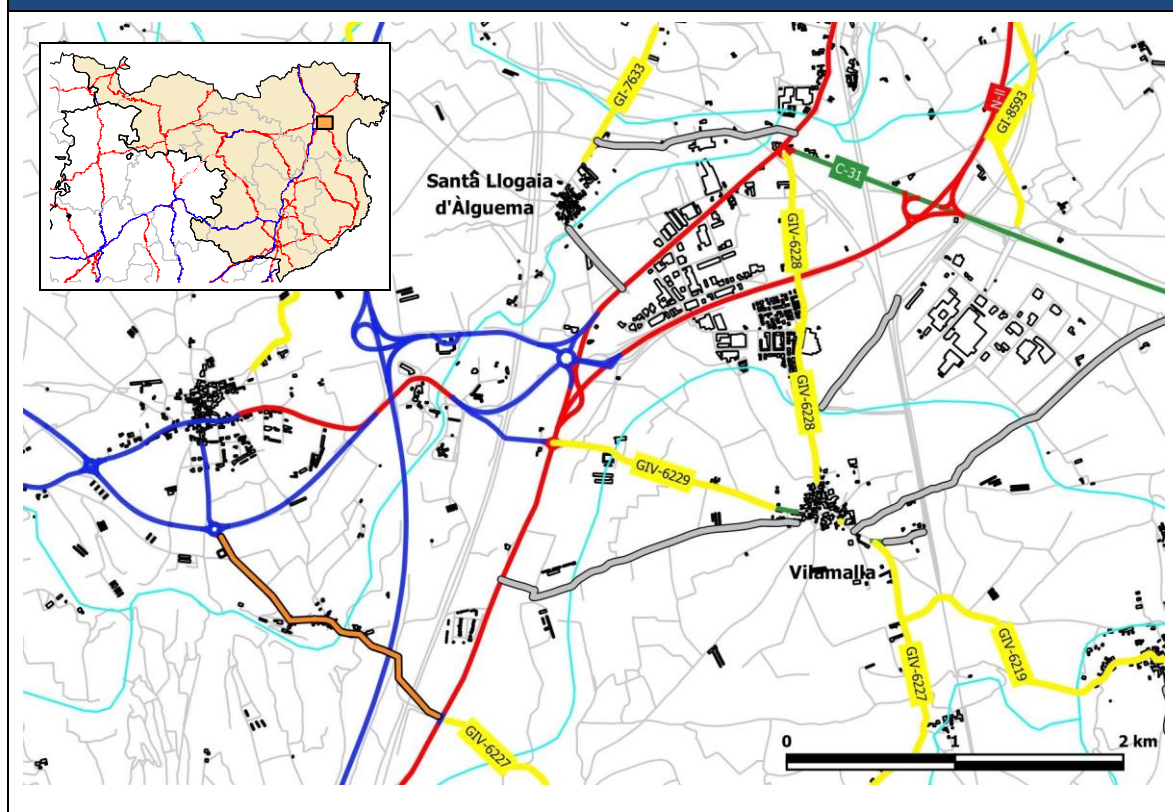 GI-7633
N-II
GI-8593
C-31
Santa Llogaia
d'Àlguema
GIV-6228
GIV-6228
GIV-6229
Vilamalla
GIV-6219
GIV-6227
GIV-6227
0 1 2 km